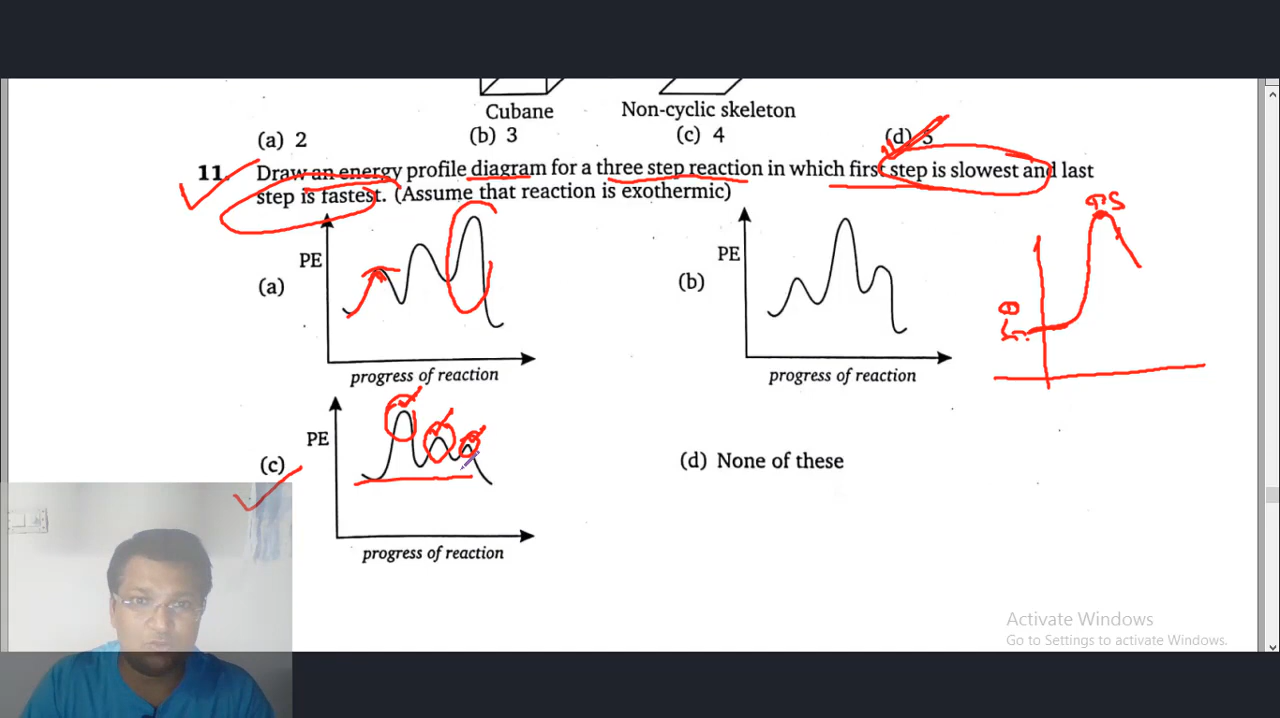 Cubane Non-cyclic skeleton
(a) 2 (b) 3 (c) 4 (d) 5
11. Draw an energy profile diagram for a three step reaction in which first step is slowest and last
step is fastest. (Assume that reaction is exothermic)
PE
(a)
progress of reaction
PE
(b)
progress of reaction
PE
(c)
progress of reaction
(d) None of these
Activate Windows
Go to Settings to activate Windows.